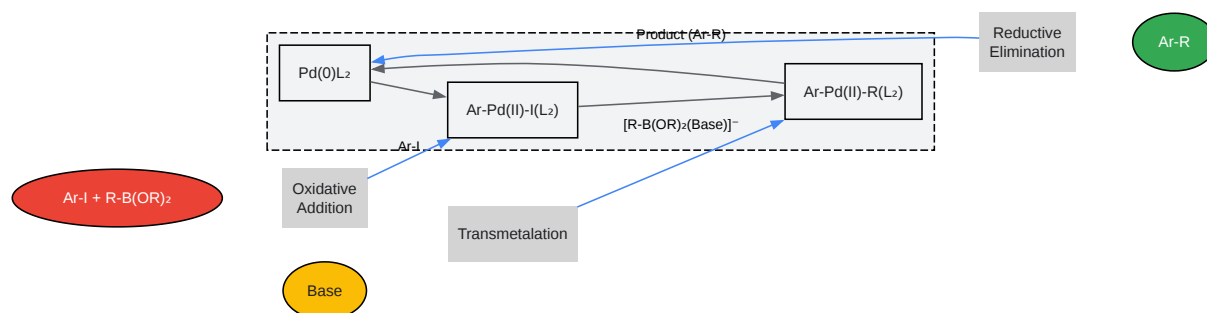 Product (Ar-R)
Reductive
Elimination
Ar-R
Pd(0)L₂
Ar-Pd(II)-I(L₂)
Ar-Pd(II)-R(L₂)
[R-B(OR)₂(Base)]⁻
Ar-I
Oxidative
Addition
Ar-I + R-B(OR)₂
Transmetalation
Base